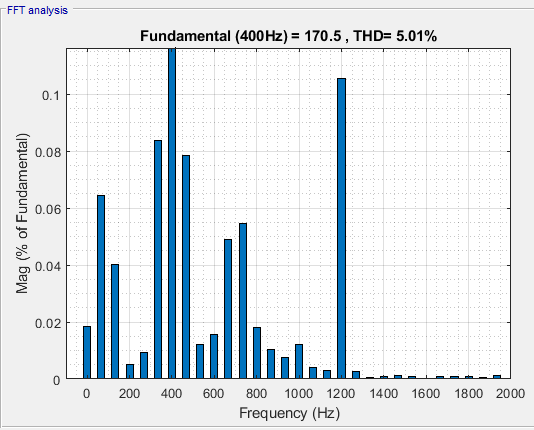 FFT analysis
Fundamental (400Hz) = 170.5 , THD= 5.01%
0.1
0.08
0.06
0.04
0.02
0
Mag (% of Fundamental)
0 200 400 600 800 1000 1200 1400 1600 1800 2000
Frequency (Hz)